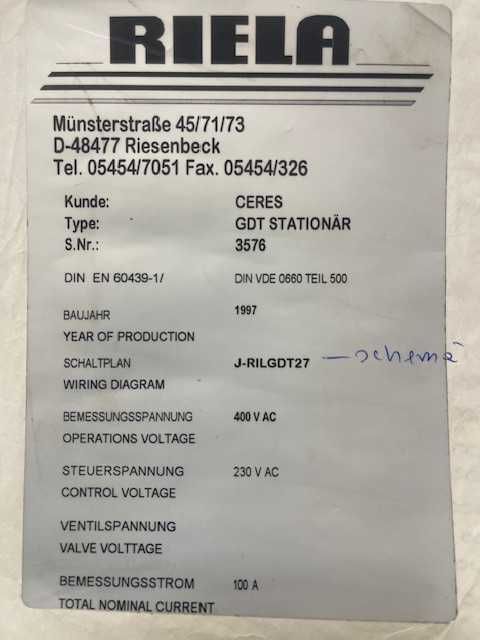 RIELA
Münsterstraße 45/71/73
D-48477 Riesenbeck
Tel. 05454/7051 Fax. 05454/326
Kunde: CERES
Type: GDT STATIONÄR
S.Nr.: 3576
DIN EN 60439-1/ DIN VDE 0660 TEIL 500
BAUJAHR 1997
YEAR OF PRODUCTION
SCHALTPLAN J-RILGDT27 — schemă
WIRING DIAGRAM
BEMESSUNGSSPANNUNG 400 V AC
OPERATIONS VOLTAGE
STEUERSPANNUNG 230 V AC
CONTROL VOLTAGE
VENTILSPANNUNG
VALVE VOLTTAGE
BEMESSUNGSSTROM 100 A
TOTAL NOMINAL CURRENT